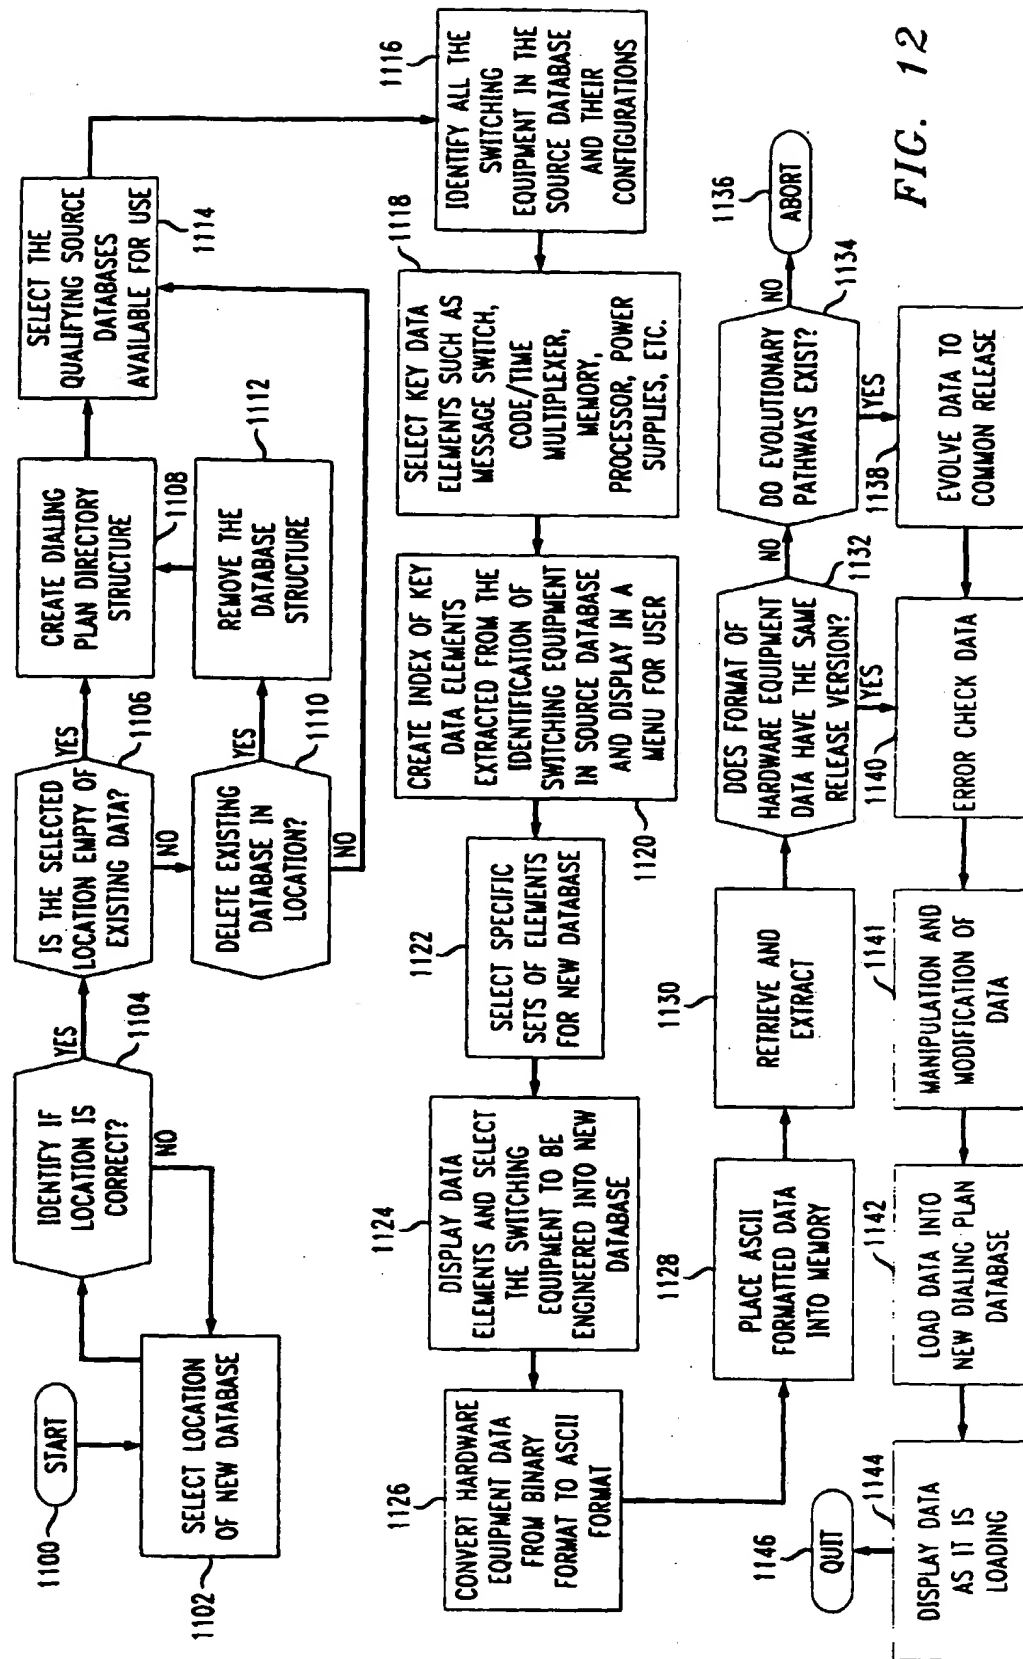 1100
START
SELECT LOCATION
OF NEW DATABASE
1102
IDENTIFY IF
LOCATION IS
CORRECT?
1104
YES
NO
IS THE SELECTED
LOCATION EMPTY OF
EXISTING DATA?
1106
YES
NO
DELETE EXISTING
DATABASE IN
LOCATION?
1110
YES
NO
CREATE DIALING
PLAN DIRECTORY
STRUCTURE
1108
REMOVE THE
DATABASE
STRUCTURE
1112
SELECT THE
QUALIFYING SOURCE
DATABASES
AVAILABLE FOR USE
1114
1116
IDENTIFY ALL THE
SWITCHING
EQUIPMENT IN THE
SOURCE DATABASE
AND THEIR
CONFIGURATIONS
1118
SELECT KEY DATA
ELEMENTS SUCH AS
MESSAGE SWITCH,
CODE/TIME
MULTIPLEXER,
MEMORY,
PROCESSOR, POWER
SUPPLIES, ETC.
CREATE INDEX OF KEY
DATA ELEMENTS
EXTRACTED FROM THE
IDENTIFICATION OF
SWITCHING EQUIPMENT
IN SOURCE DATABASE
AND DISPLAY IN A
MENU FOR USER
1120
1122
SELECT SPECIFIC
SETS OF ELEMENTS
FOR NEW DATABASE
1124
DISPLAY DATA
ELEMENTS AND SELECT
THE SWITCHING
EQUIPMENT TO BE
ENGINEERED INTO NEW
DATABASE
1126
CONVERT HARDWARE
EQUIPMENT DATA
FROM BINARY
FORMAT TO ASCII
FORMAT
1128
PLACE ASCII
FORMATTED DATA
INTO MEMORY
1130
RETRIEVE AND
EXTRACT
DOES FORMAT OF
HARDWARE EQUIPMENT
DATA HAVE THE SAME
RELEASE VERSION?
1132
NO
YES
DO EVOLUTIONARY
PATHWAYS EXIST?
1134
NO
YES
1136
ABORT
1138
EVOLVE DATA TO
COMMON RELEASE
1140
ERROR CHECK DATA
1141
MANIPULATION AND
MODIFICATION OF
DATA
1142
LOAD DATA INTO
NEW DIALING PLAN
DATABASE
1144
DISPLAY DATA
AS IT IS
LOADING
1146
QUIT
FIG. 12